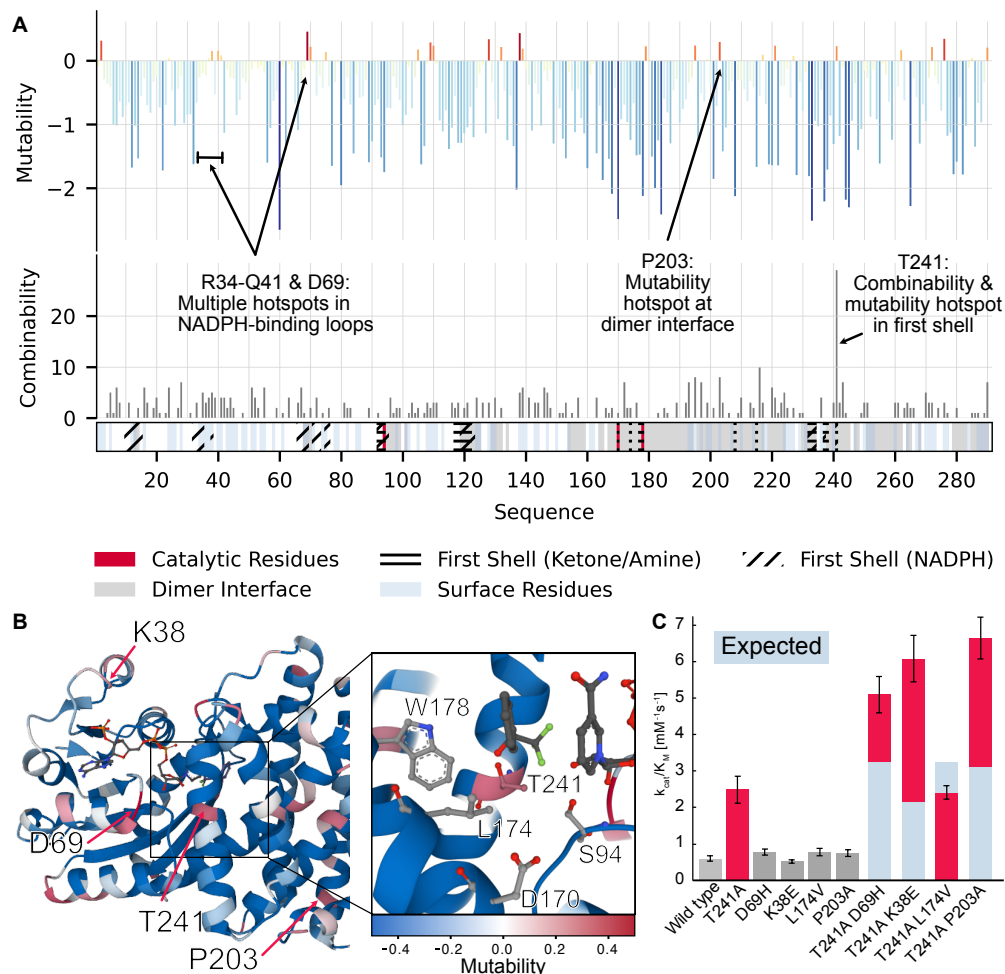 A
Mutability
0
−1
−2
R34-Q41 & D69:
Multiple hotspots in
NADPH-binding loops
P203:
Mutability
hotspot at
dimer interface
T241:
Combinability &
mutability hotspot
in first shell
Combinability
20
10
0
20 40 60 80 100 120 140 160 180 200 220 240 260 280
Sequence
Catalytic Residues First Shell (Ketone/Amine) First Shell (NADPH)
Dimer Interface Surface Residues
B
K38
D69
T241
P203
W178
T241
L174
S94
D170
−0.4 −0.2 0.0 0.2 0.4
Mutability
C
Expected
kcat/KM [mM⁻¹s⁻¹]
7
6
5
4
3
2
1
0
Wild type
T241A
D69H
K38E
L174V
P203A
T241A D69H
T241A K38E
T241A L174V
T241A P203A